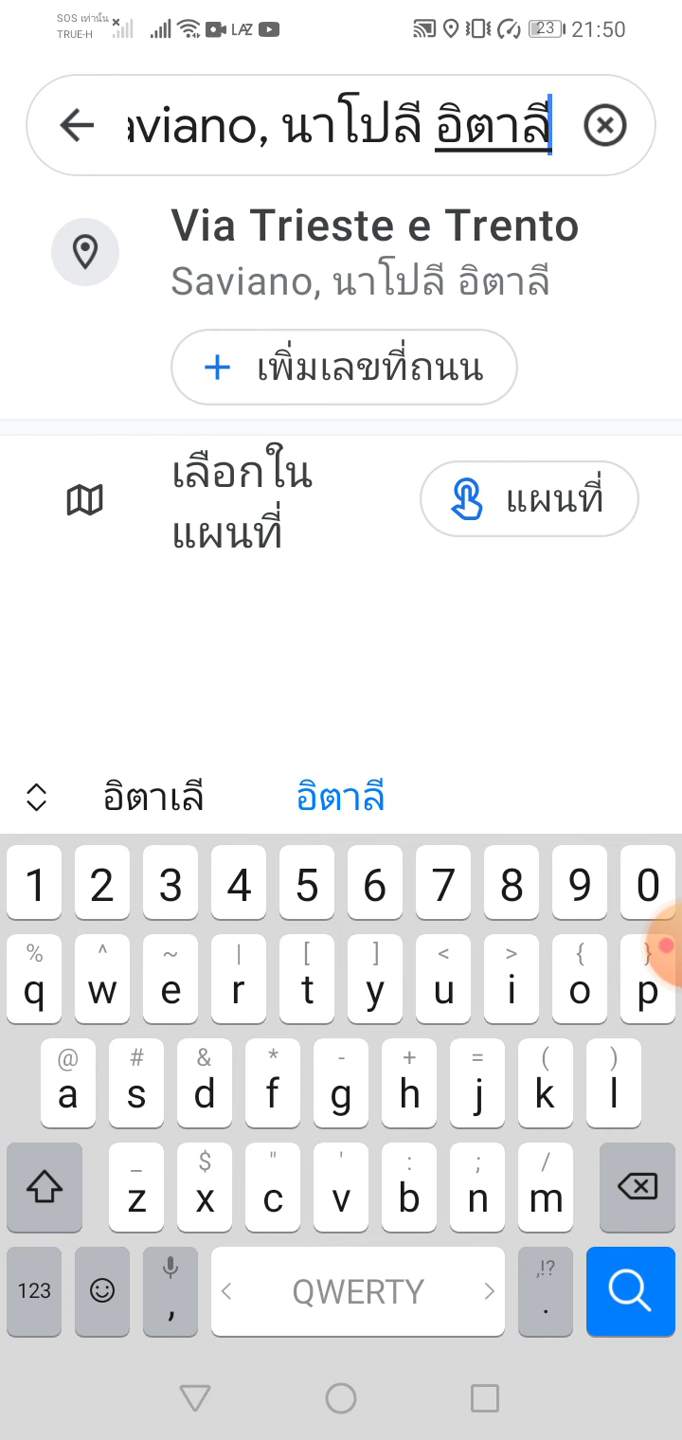 SOS เท่านั้น
TRUE-H
LAZ
23 21:50
aviano, นาโปลี อิตาลี
Via Trieste e Trento
Saviano, นาโปลี อิตาลี
+ เพิ่มเลขที่ถนน
เลือกใน
แผนที่
แผนที่
อิตาเลี
อิตาลี
1 2 3 4 5 6 7 8 9 0
% ^ ~ | [ ] < > { }
q w e r t y u i o p
@ # & * - + = ( )
a s d f g h j k l
_ $ " ' : ; /
z x c v b n m
123 , QWERTY ,!? .